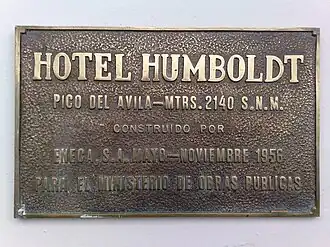 HOTEL HUMBOLDT
PICO DEL AVILA—MTRS. 2140 S.N.M.
CONSTRUIDO POR
ENECA, S.A. MAYO—NOVIEMBRE 1956
PARA EL MINISTERIO DE OBRAS PUBLICAS